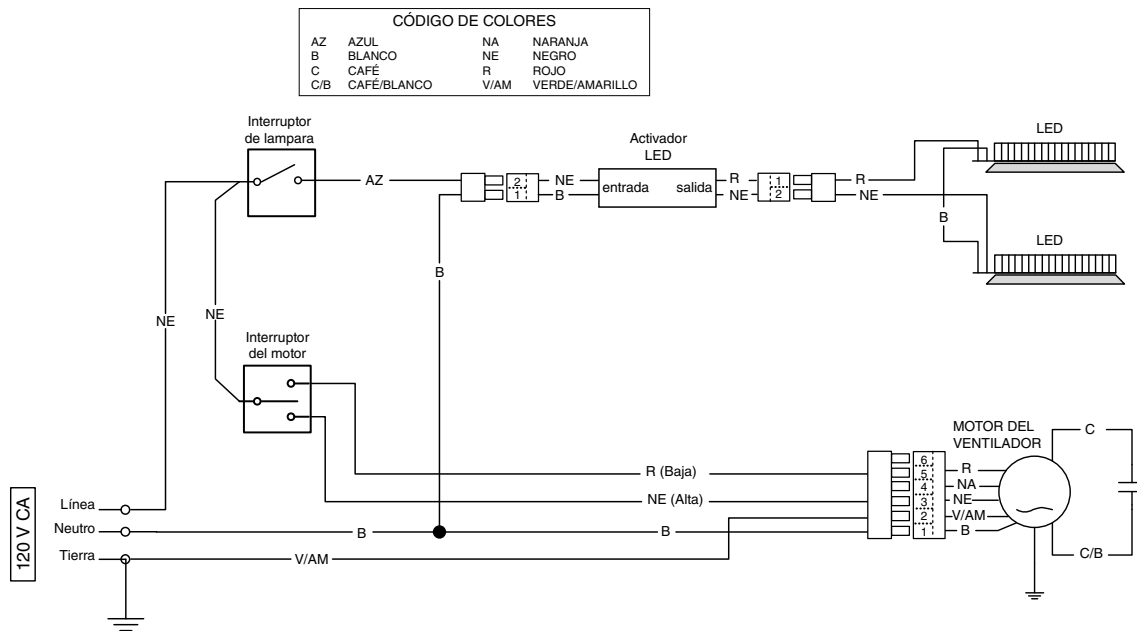 CÓDIGO DE COLORES
AZ AZUL NA NARANJA
B BLANCO NE NEGRO
C CAFÉ R ROJO
C/B CAFÉ/BLANCO V/AM VERDE/AMARILLO
Interruptor
de lampara
Activador
LED
LED
AZ
2
1
NE
B
entrada
salida
R
NE
1
2
R
NE
B
LED
B
NE
NE
Interruptor
del motor
MOTOR DEL
VENTILADOR
C
R (Baja)
NE (Alta)
6
5
4
3
2
1
R
NA
NE
V/AM
B
120 V CA
Línea
Neutro
Tierra
B
B
V/AM
C/B